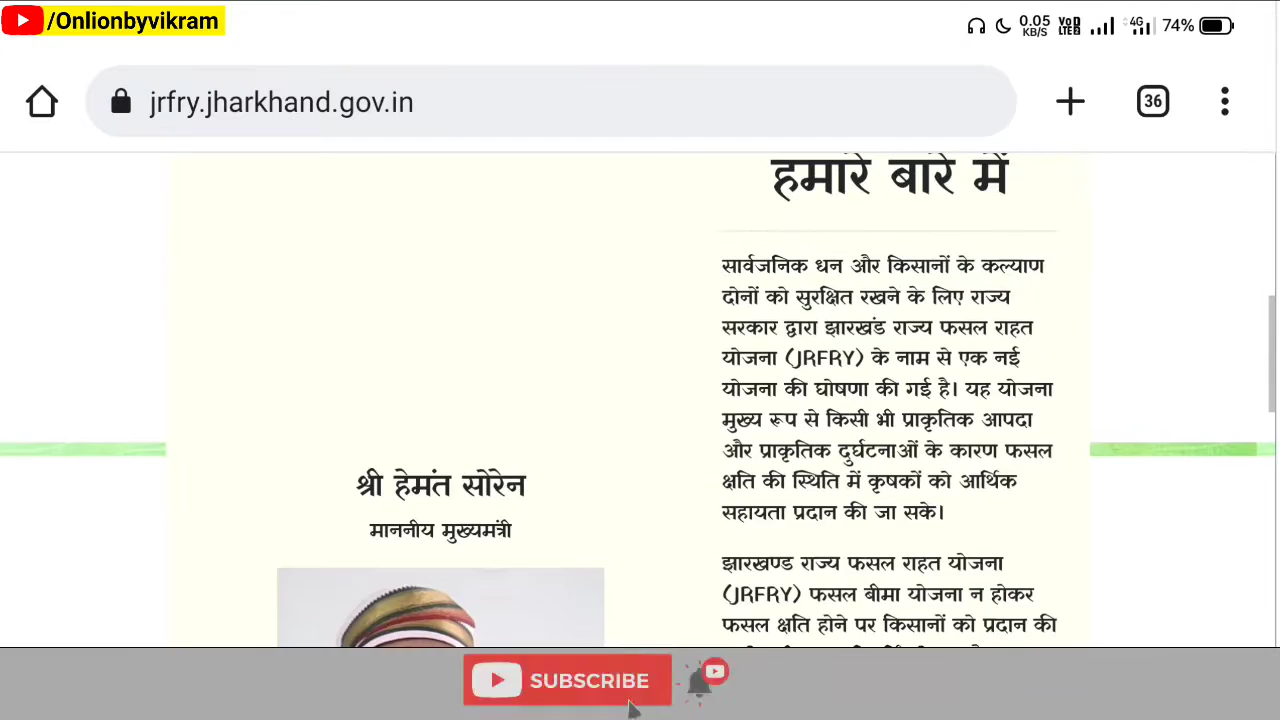 /Onlionbyvikram
0.05
KB/S
Vo)
LTE2
4G
74%
jrfry.jharkhand.gov.in
36
हमारे बारे में
सार्वजनिक धन और किसानों के कल्याण
दोनों को सुरक्षित रखने के लिए राज्य
सरकार द्वारा झारखंड राज्य फसल राहत
योजना (JRFRY) के नाम से एक नई
योजना की घोषणा की गई है। यह योजना
मुख्य रूप से किसी भी प्राकृतिक आपदा
और प्राकृतिक दुर्घटनाओं के कारण फसल
क्षति की स्थिति में कृषकों को आर्थिक
सहायता प्रदान की जा सके।
झारखण्ड राज्य फसल राहत योजना
(JRFRY) फसल बीमा योजना न होकर
फसल क्षति होने पर किसानों को प्रदान की
श्री हेमंत सोरेन
माननीय मुख्यमंत्री
SUBSCRIBE